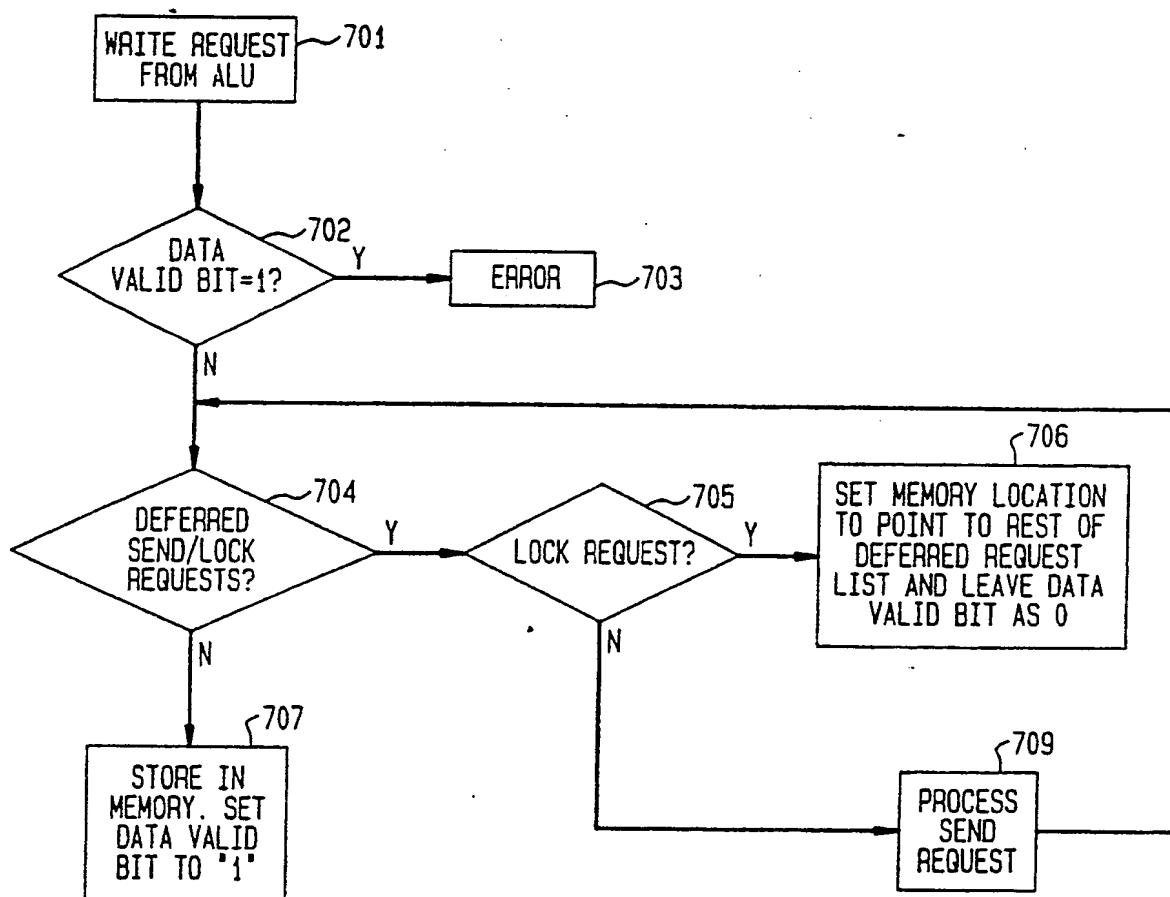 WRITE REQUEST
FROM ALU
701
DATA
VALID BIT=1?
702
Y
ERROR
703
N
DEFERRED
SEND/LOCK
REQUESTS?
704
Y
LOCK REQUEST?
705
Y
706
SET MEMORY LOCATION
TO POINT TO REST OF
DEFERRED REQUEST
LIST AND LEAVE DATA
VALID BIT AS 0
N
N
707
STORE IN
MEMORY. SET
DATA VALID
BIT TO "1"
709
PROCESS
SEND
REQUEST